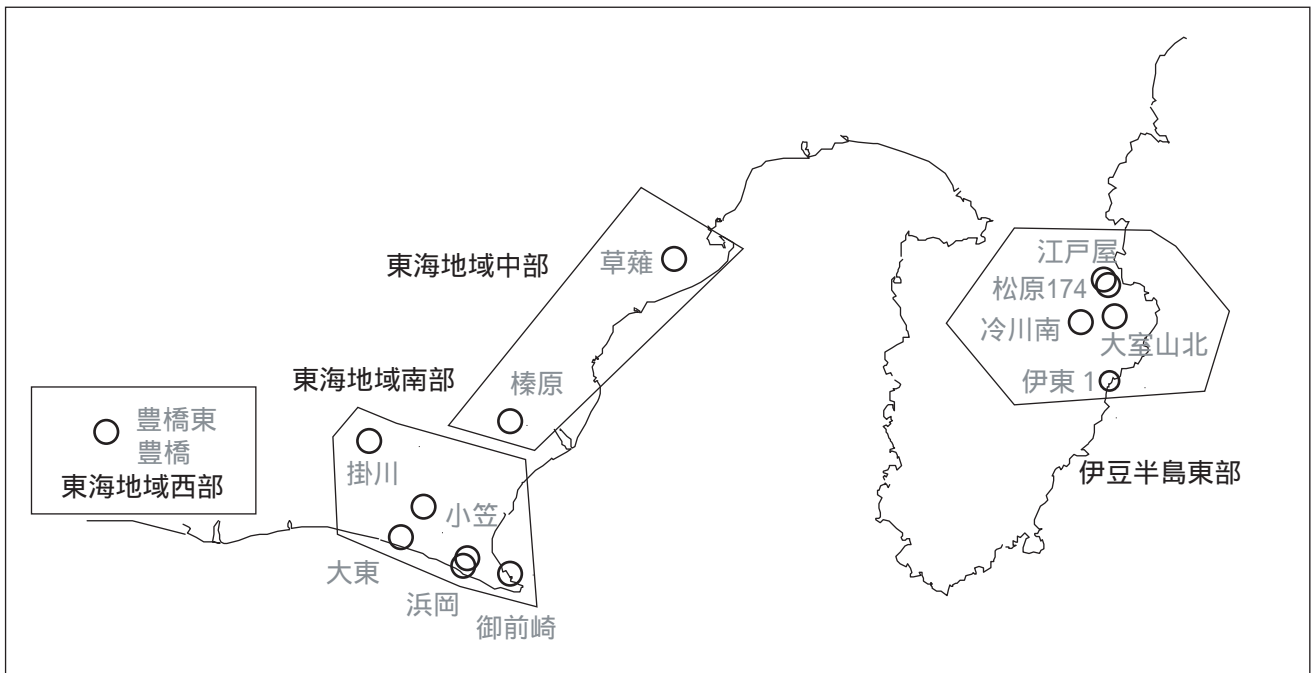 江戸屋
草薙
東海地域中部
松原174
冷川南
大室山北
東海地域南部
榛原
伊東 1
豊橋東
豊橋
掛川
伊豆半島東部
東海地域西部
小笠
大東
浜岡
御前崎